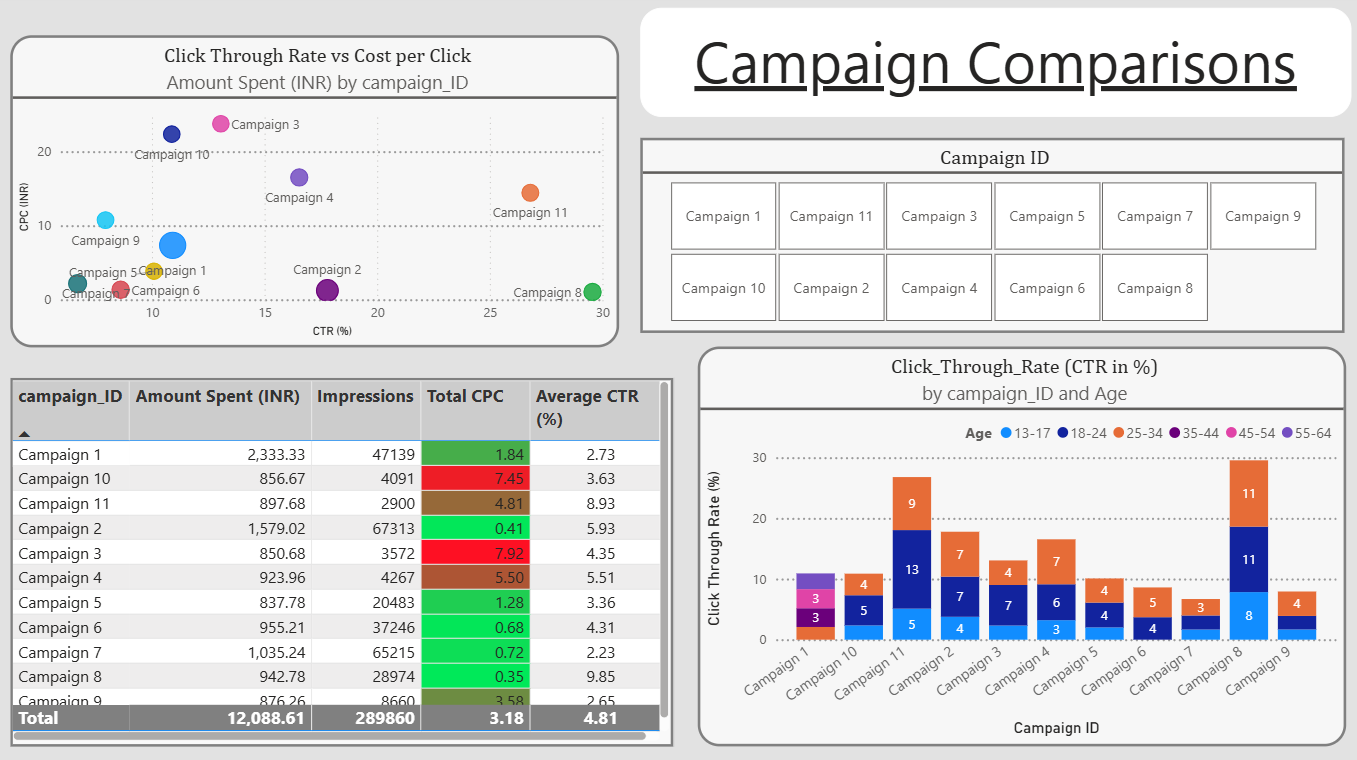 Campaign Comparisons
Click Through Rate vs Cost per Click
Amount Spent (INR) by campaign_ID
CPC (INR)
20
10
0
Campaign 3
Campaign 10
Campaign 4
Campaign 11
Campaign 9
Campaign 5
Campaign 1
Campaign 2
Campaign 7
Campaign 6
Campaign 8
10
15
20
25
30
CTR (%)
Campaign ID
Campaign 1
Campaign 11
Campaign 3
Campaign 5
Campaign 7
Campaign 9
Campaign 10
Campaign 2
Campaign 4
Campaign 6
Campaign 8
campaign_ID Amount Spent (INR) Impressions Total CPC Average CTR
(%)
Campaign 1 2,333.33 47139 1.84 2.73
Campaign 10 856.67 4091 7.45 3.63
Campaign 11 897.68 2900 4.81 8.93
Campaign 2 1,579.02 67313 0.41 5.93
Campaign 3 850.68 3572 7.92 4.35
Campaign 4 923.96 4267 5.50 5.51
Campaign 5 837.78 20483 1.28 3.36
Campaign 6 955.21 37246 0.68 4.31
Campaign 7 1,035.24 65215 0.72 2.23
Campaign 8 942.78 28974 0.35 9.85
Campaign 9 876.26 8660 3.58 2.65
Total 12,088.61 289860 3.18 4.81
Click_Through_Rate (CTR in %)
by campaign_ID and Age
Age 13-17 18-24 25-34 35-44 45-54 55-64
Click Through Rate (%)
30
20
10
0
3
3
4
5
9
13
5
7
7
4
4
7
7
6
3
4
4
5
4
3
11
11
8
4
Campaign 1
Campaign 10
Campaign 11
Campaign 2
Campaign 3
Campaign 4
Campaign 5
Campaign 6
Campaign 7
Campaign 8
Campaign 9
Campaign ID